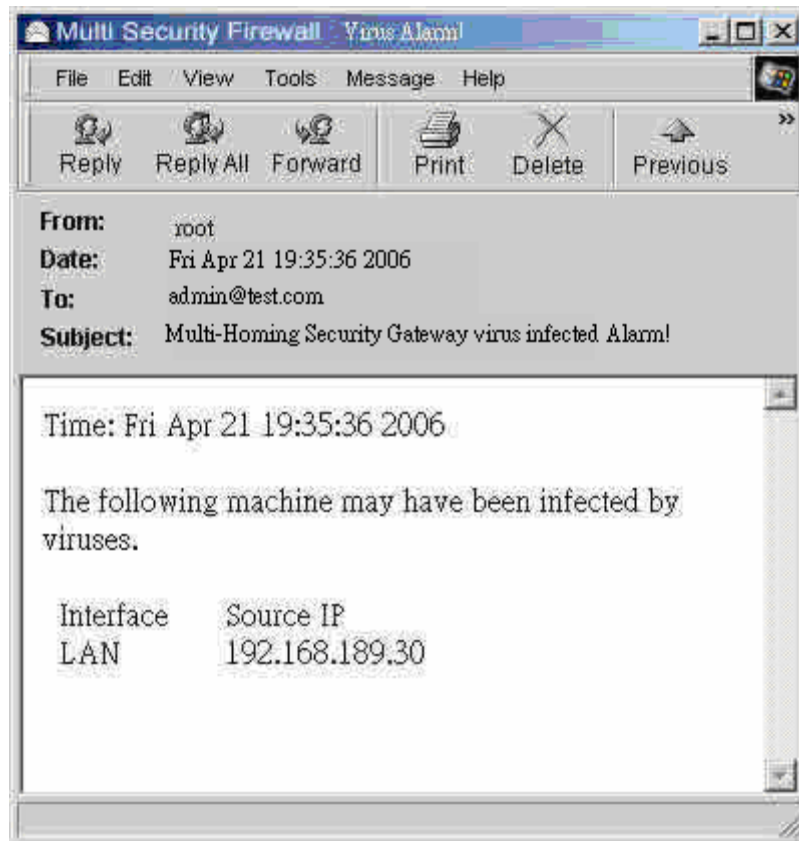 Multi Security Firewall Virus Alarm!
File Edit View Tools Message Help
Reply Reply All Forward Print Delete Previous »
From: root
Date: Fri Apr 21 19:35:36 2006
To: admin@test.com
Subject: Multi-Homing Security Gateway virus infected Alarm!
Time: Fri Apr 21 19:35:36 2006
The following machine may have been infected by
viruses.
Interface Source IP
LAN 192.168.189.30